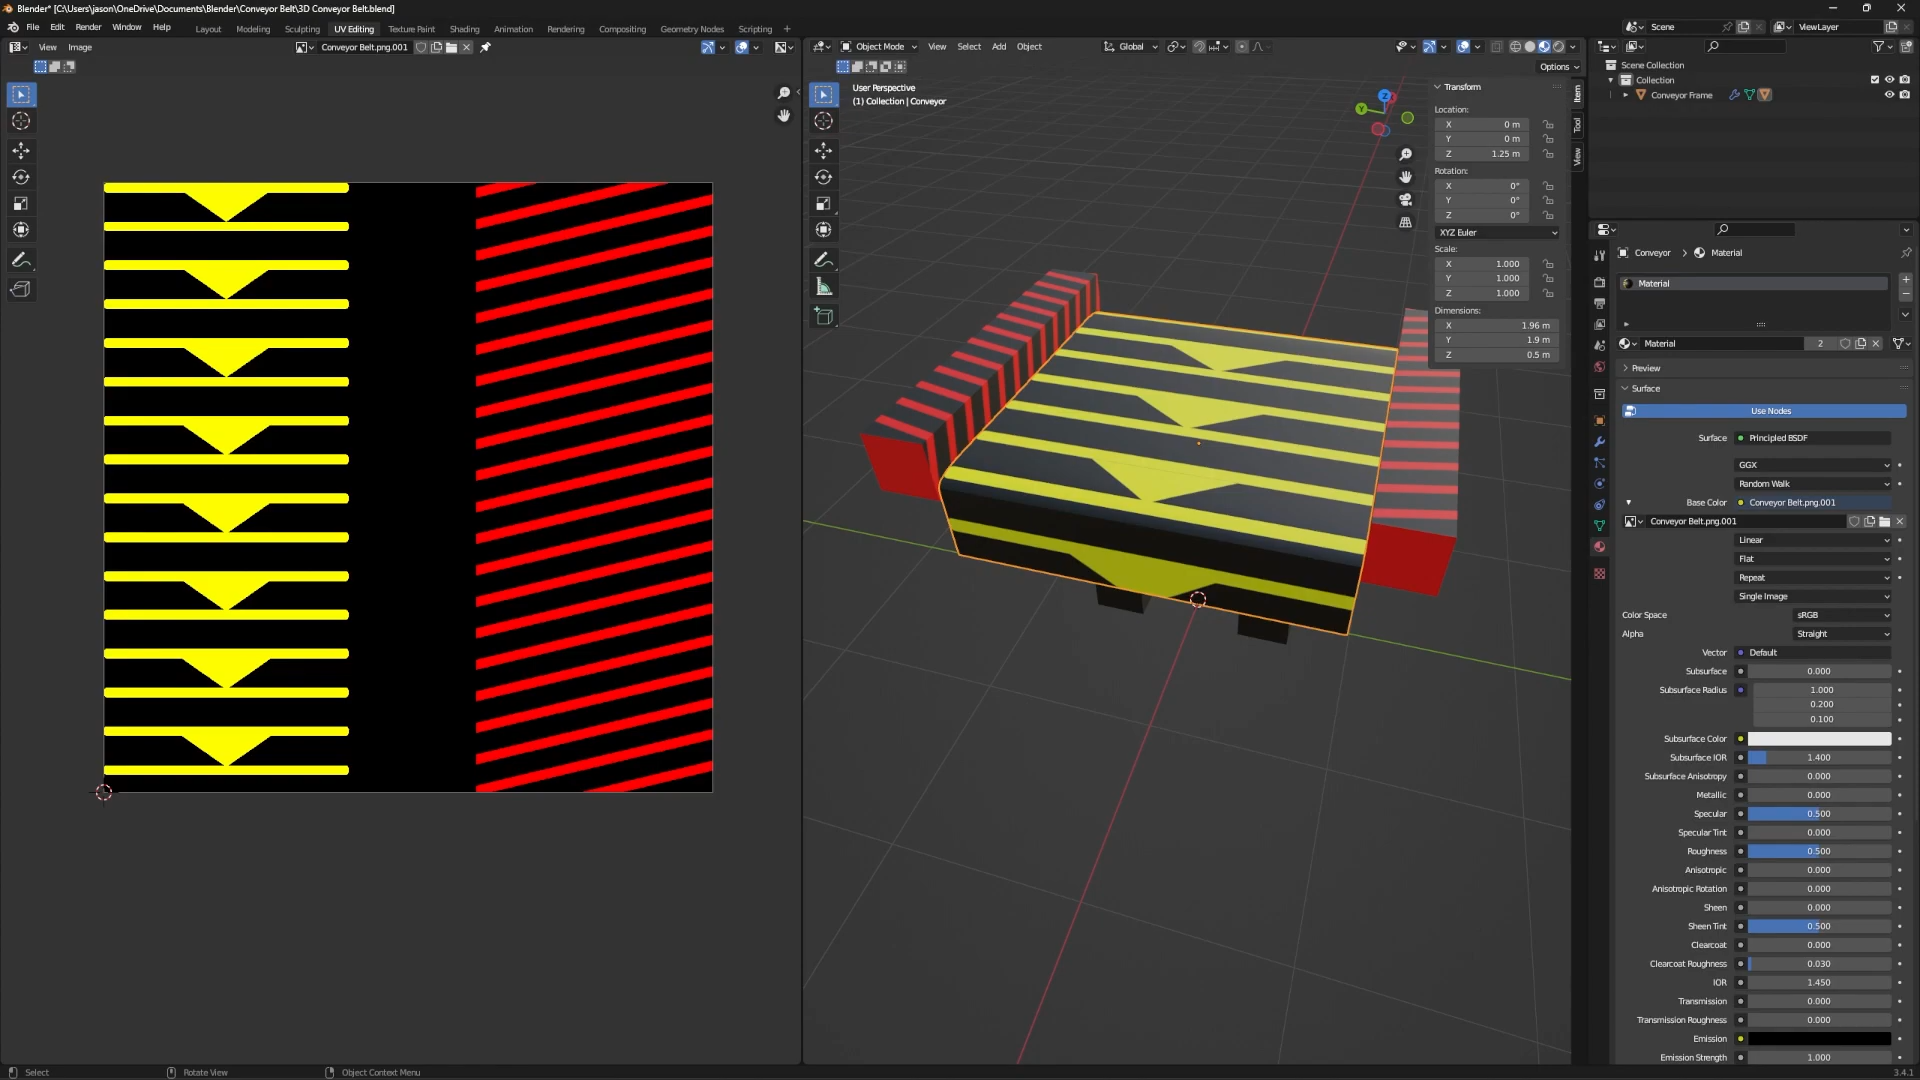 Blender* [C:\Users\jason\OneDrive\Documents\Blender\Conveyor Belt\3D Conveyor Belt.blend]
File Edit Render Window Help Layout Modeling Sculpting UV Editing Texture Paint Shading Animation Rendering Compositing Geometry Nodes Scripting + Scene ViewLayer
View Image Conveyor Belt.png.001 Object Mode View Select Add Object Global
Options
User Perspective
(1) Collection | Conveyor
Transform
Location:
X 0 m
Y 0 m
Z 1.25 m
Rotation:
X 0°
Y 0°
Z 0°
XYZ Euler
Scale:
X 1.000
Y 1.000
Z 1.000
Dimensions:
X 1.96 m
Y 1.9 m
Z 0.5 m
Item
Tool
View
Z
Y
Scene Collection
Collection
Conveyor Frame
Conveyor > Material
Material
Material 2
Preview
Surface
Use Nodes
Surface Principled BSDF
GGX
Random Walk
Base Color Conveyor Belt.png.001
Conveyor Belt.png.001
Linear
Flat
Repeat
Single Image
Color Space sRGB
Alpha Straight
Vector Default
Subsurface 0.000
Subsurface Radius 1.000
0.200
0.100
Subsurface Color
Subsurface IOR 1.400
Subsurface Anisotropy 0.000
Metallic 0.000
Specular 0.500
Specular Tint 0.000
Roughness 0.500
Anisotropic 0.000
Anisotropic Rotation 0.000
Sheen 0.000
Sheen Tint 0.500
Clearcoat 0.000
Clearcoat Roughness 0.030
IOR 1.450
Transmission 0.000
Transmission Roughness 0.000
Emission
Emission Strength 1.000
Select Rotate View Object Context Menu 3.4.1